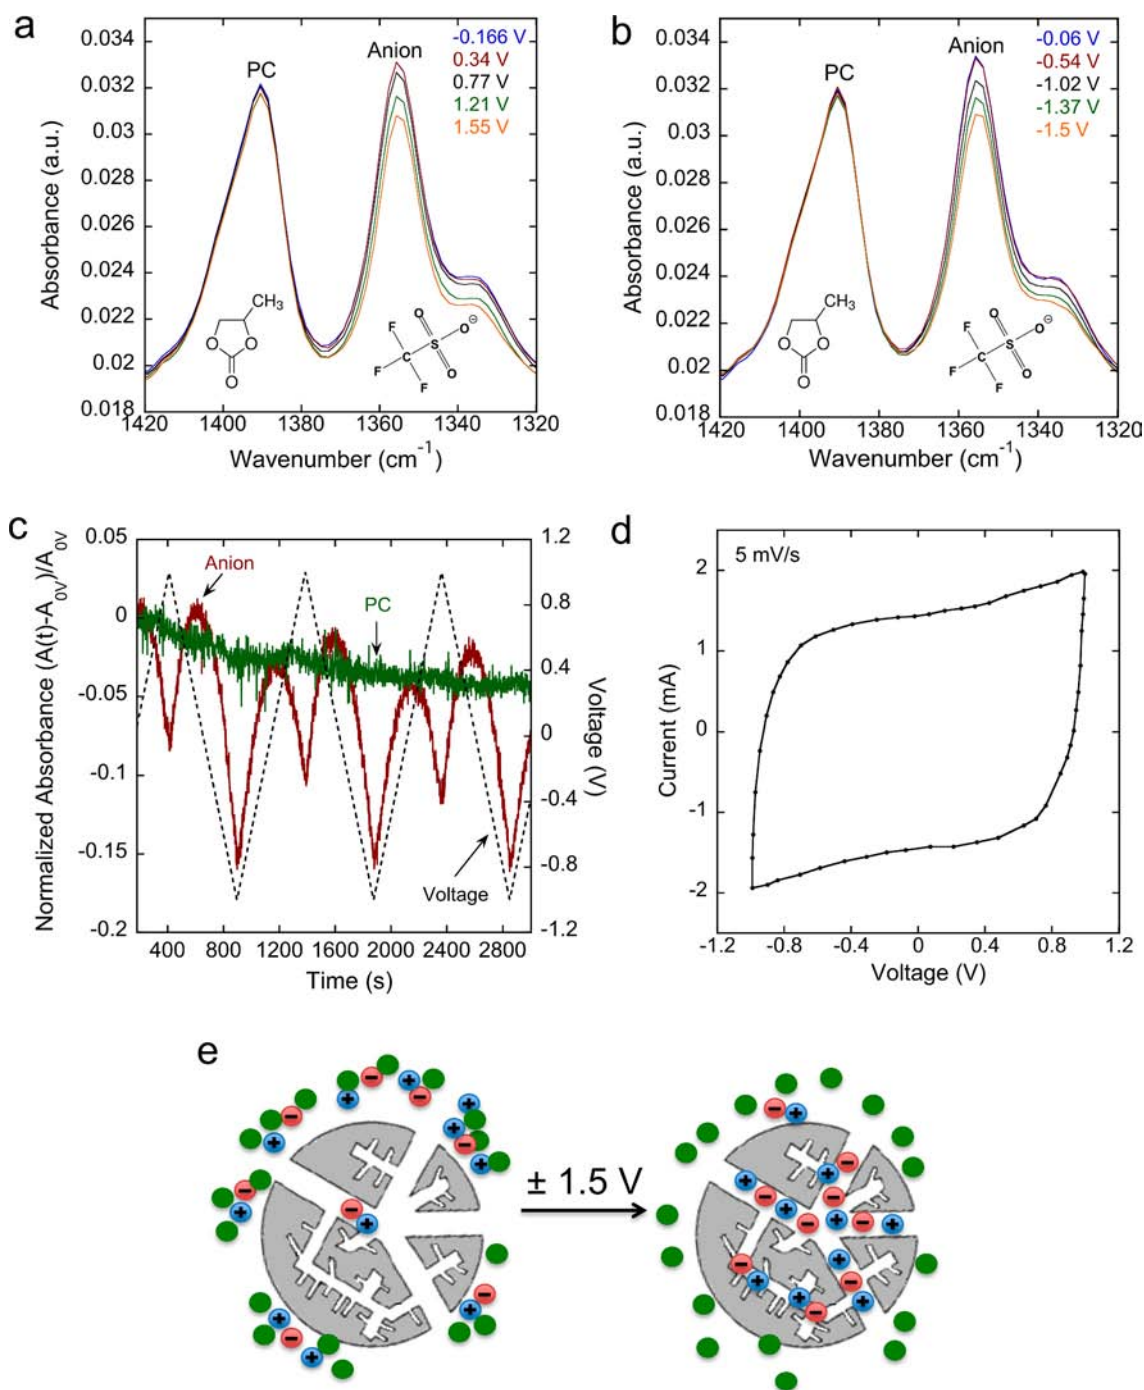 a
-0.166 V
0.34 V
0.77 V
1.21 V
1.55 V
PC
Anion
Absorbance (a.u.)
0.034
0.032
0.03
0.028
0.026
0.024
0.022
0.02
0.018
CH3
O
O
O
F
F
F
C
S
O
O
O⊖
1420
1400
1380
1360
1340
1320
Wavenumber (cm-1)
b
-0.06 V
-0.54 V
-1.02 V
-1.37 V
-1.5 V
PC
Anion
Absorbance (a.u.)
0.034
0.032
0.03
0.028
0.026
0.024
0.022
0.02
0.018
CH3
O
O
O
F
F
F
C
S
O
O
O⊖
1420
1400
1380
1360
1340
1320
Wavenumber (cm-1)
c
Normalized Absorbance (A(t)-A0V)/A0V
0.05
0
-0.05
-0.1
-0.15
-0.2
Anion
PC
Voltage
1.2
0.8
0.4
0
-0.4
-0.8
-1.2
Voltage (V)
400
800
1200
1600
2000
2400
2800
Time (s)
d
5 mV/s
Current (mA)
2
1
0
-1
-2
-1.2
-0.8
-0.4
0
0.4
0.8
1.2
Voltage (V)
e
± 1.5 V